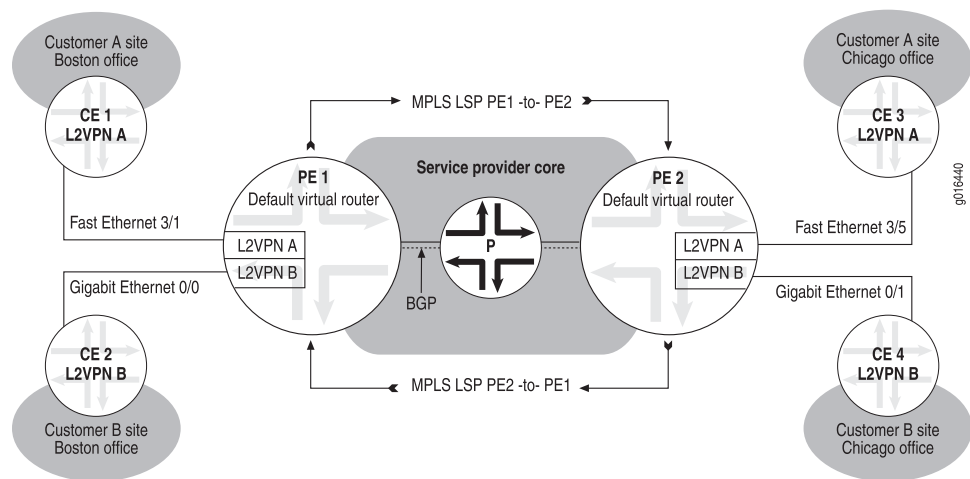 Customer A site
Boston office
CE 1
L2VPN A
Fast Ethernet 3/1
Gigabit Ethernet 0/0
CE 2
L2VPN B
Customer B site
Boston office
MPLS LSP PE1 -to- PE2
Service provider core
PE 1
Default virtual router
L2VPN A
L2VPN B
P
BGP
PE 2
Default virtual router
L2VPN A
L2VPN B
MPLS LSP PE2 -to- PE1
Customer A site
Chicago office
CE 3
L2VPN A
Fast Ethernet 3/5
Gigabit Ethernet 0/1
CE 4
L2VPN B
Customer B site
Chicago office
g016440